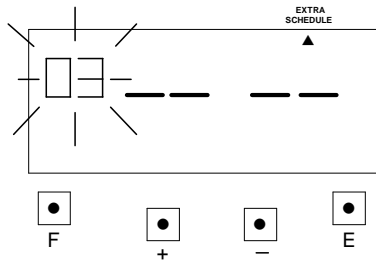 EXTRA
SCHEDULE
03 -- --
F + − E